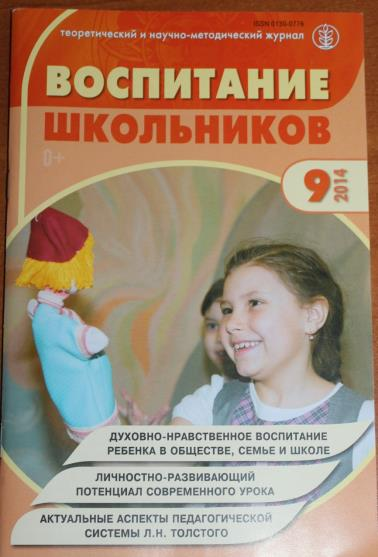 ISSN 0130-0776
теоретический и научно-методический журнал
ВОСПИТАНИЕ
ШКОЛЬНИКОВ
0+
9
2014
ДУХОВНО-НРАВСТВЕННОЕ ВОСПИТАНИЕ
РЕБЕНКА В ОБЩЕСТВЕ, СЕМЬЕ И ШКОЛЕ
ЛИЧНОСТНО-РАЗВИВАЮЩИЙ
ПОТЕНЦИАЛ СОВРЕМЕННОГО УРОКА
АКТУАЛЬНЫЕ АСПЕКТЫ ПЕДАГОГИЧЕСКОЙ
СИСТЕМЫ Л.Н. ТОЛСТОГО